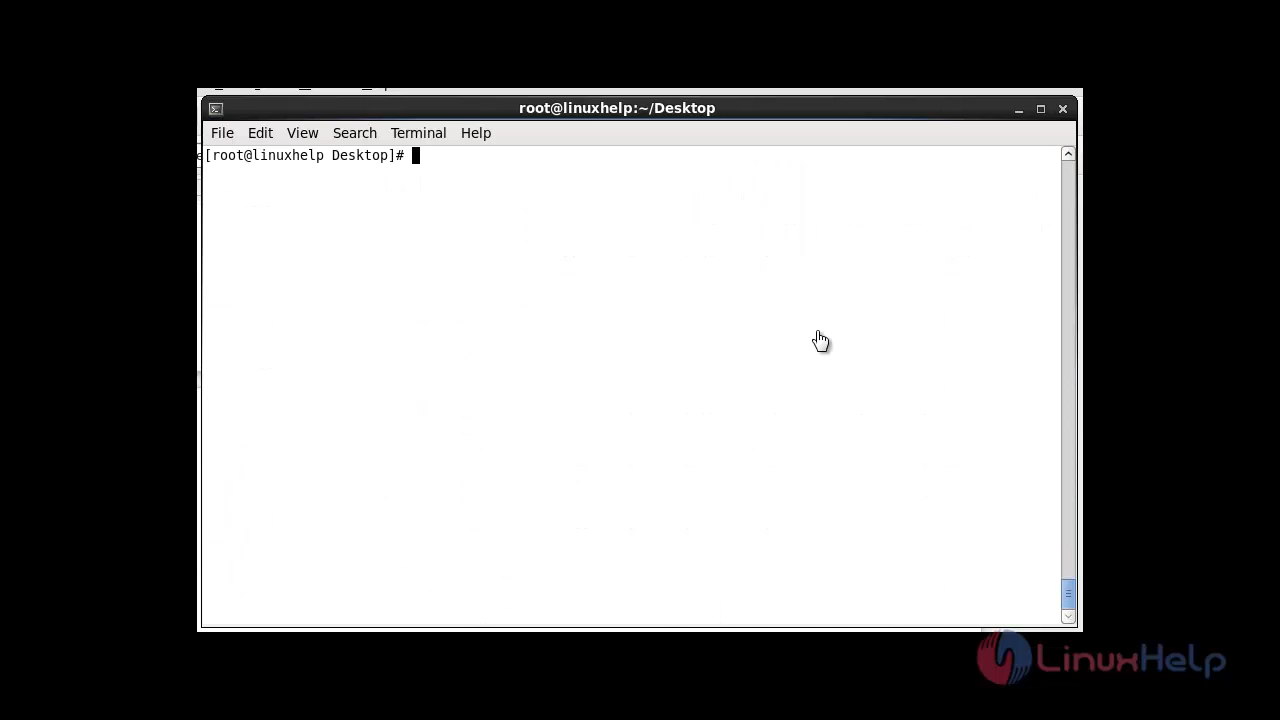 root@linuxhelp:~/Desktop
File Edit View Search Terminal Help
[root@linuxhelp Desktop]#
LinuxHelp